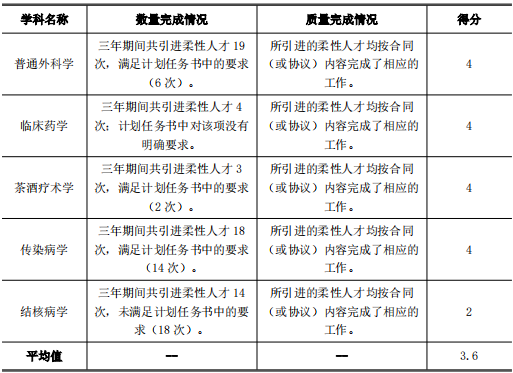 学科名称 数量完成情况 质量完成情况 得分
普通外科学 三年期间共引进柔性人才 19 次，满足计划任务书中的要求（6 次）。 所引进的柔性人才均按合同（或协议）内容完成了相应的工作。 4
临床药学 三年期间共引进柔性人才 4 次；计划任务书中对该项没有明确要求。 所引进的柔性人才均按合同（或协议）内容完成了相应的工作。 4
茶酒疗术学 三年期间共引进柔性人才 3 次，满足计划任务书中的要求（2 次）。 所引进的柔性人才均按合同（或协议）内容完成了相应的工作。 4
传染病学 三年期间共引进柔性人才 18 次，满足计划任务书中的要求（14 次）。 所引进的柔性人才均按合同（或协议）内容完成了相应的工作。 4
结核病学 三年期间共引进柔性人才 14 次，未满足计划任务书中的要求（18 次）。 所引进的柔性人才均按合同（或协议）内容完成了相应的工作。 2
平均值 —— —— 3.6